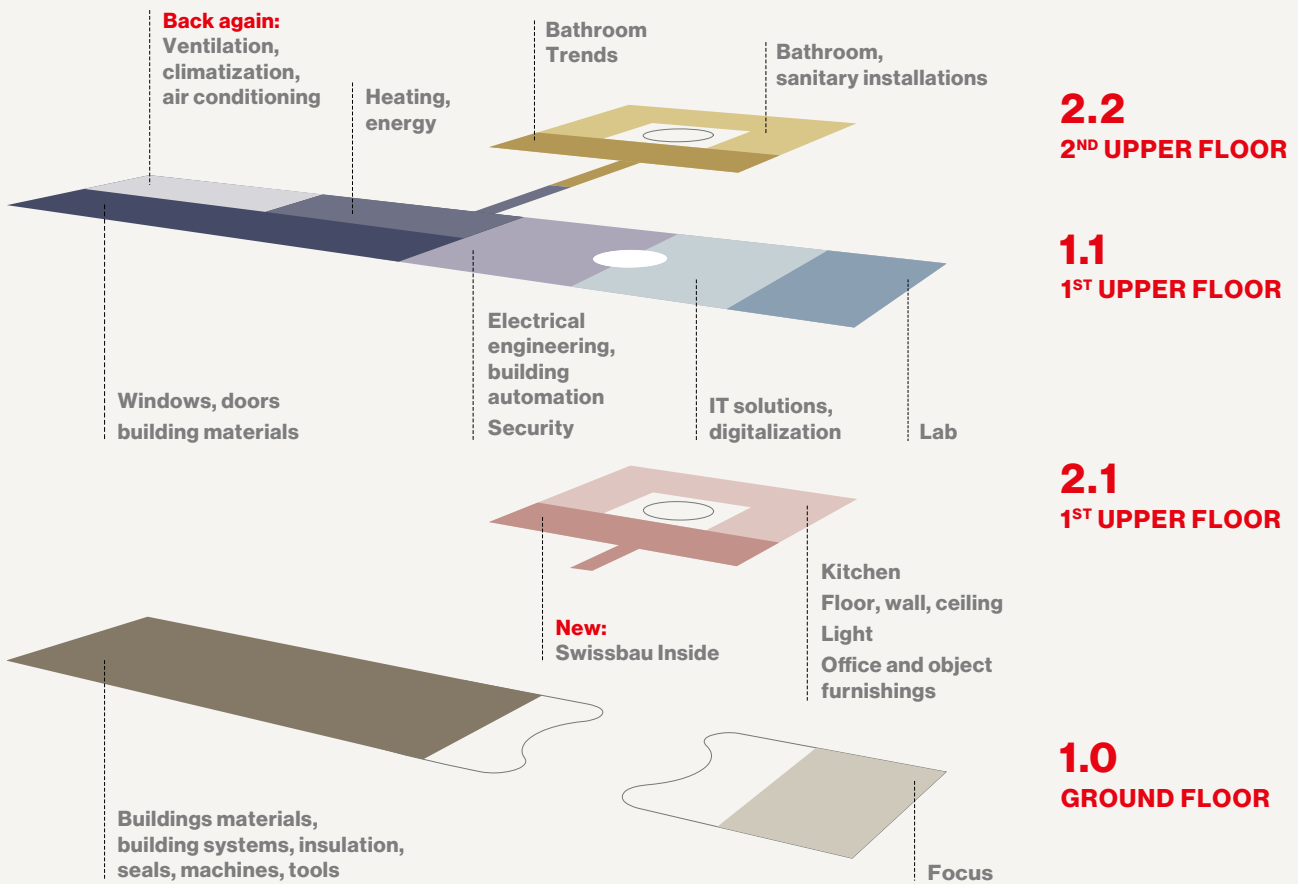 Back again:
Ventilation,
climatization,
air conditioning
Heating,
energy
Bathroom
Trends
Bathroom,
sanitary installations
2.2
2ND UPPER FLOOR
1.1
1ST UPPER FLOOR
Windows, doors
building materials
Electrical
engineering,
building
automation
Security
IT solutions,
digitalization
Lab
2.1
1ST UPPER FLOOR
New:
Swissbau Inside
Kitchen
Floor, wall, ceiling
Light
Office and object
furnishings
1.0
GROUND FLOOR
Buildings materials,
building systems, insulation,
seals, machines, tools
Focus